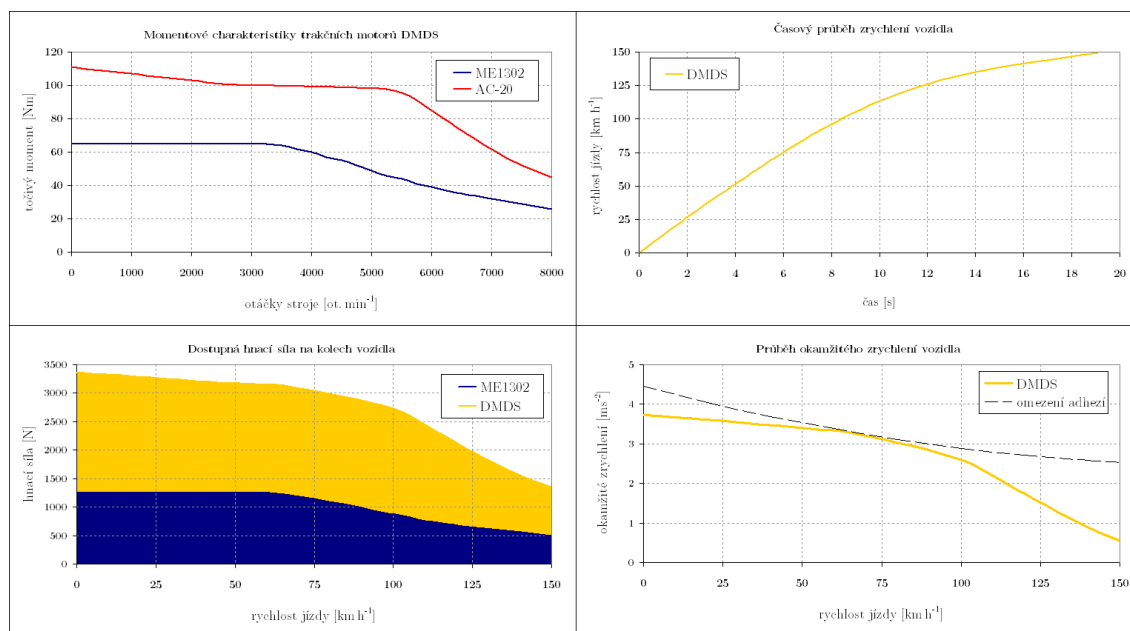 Momentové charakteristiky trakčních motorů DMDS
120
100
80
60
40
20
0
točivý moment [Nm]
ME1302
AC-20
0 1000 2000 3000 4000 5000 6000 7000 8000
otáčky stroje [ot. min⁻¹]
Časový průběh zrychlení vozidla
150
125
100
75
50
25
0
rychlost jízdy [km h⁻¹]
DMDS
0 2 4 6 8 10 12 14 16 18 20
čas [s]
Dostupná hnací síla na kolech vozidla
3500
3000
2500
2000
1500
1000
500
0
hnací síla [N]
ME1302
DMDS
0 25 50 75 100 125 150
rychlost jízdy [km h⁻¹]
Průběh okamžitého zrychlení vozidla
5
4
3
2
1
0
okamžité zrychlení [ms⁻²]
DMDS
omezení adhezí
0 25 50 75 100 125 150
rychlost jízdy [km h⁻¹]